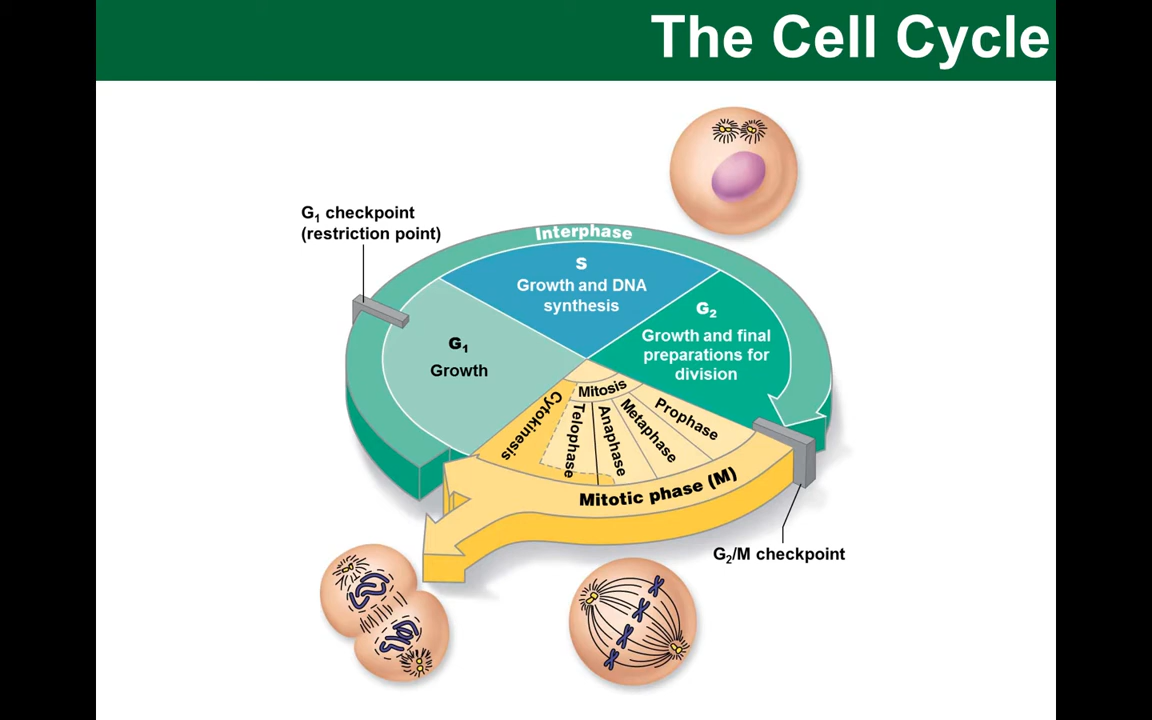 The Cell Cycle
G₁ checkpoint
(restriction point)
Interphase
S
Growth and DNA
synthesis
G₂
Growth and final
preparations for
division
G₁
Growth
Mitosis
Cytokinesis
Telophase
Anaphase
Metaphase
Prophase
Mitotic phase (M)
G₂/M checkpoint